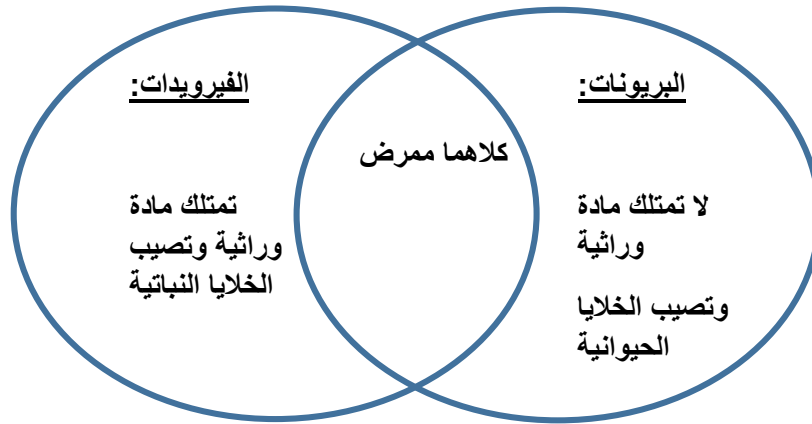 البريونات:
لا تمتلك مادة
وراثية
وتصيب الخلايا
الحيوانية
كلاهما ممرض
الفيرويدات:
تمتلك مادة
وراثية وتصيب
الخلايا النباتية